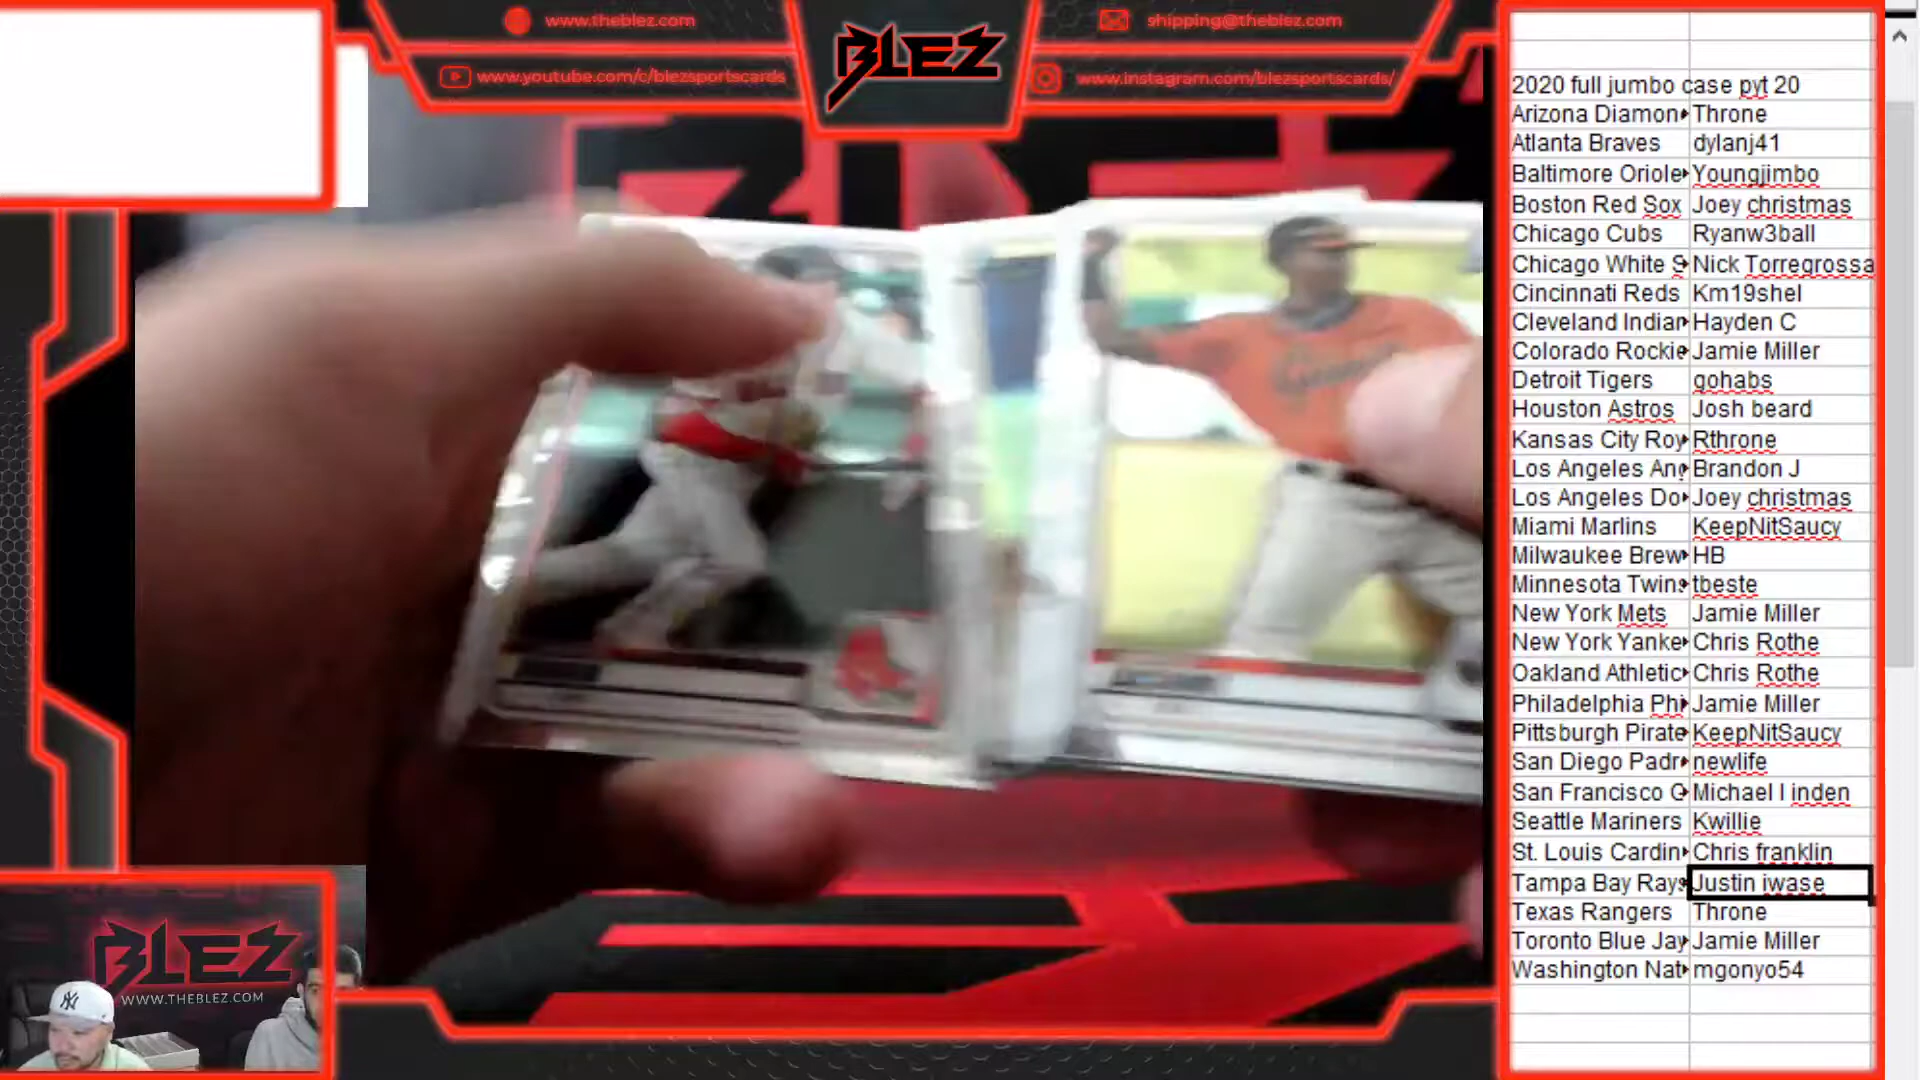 www.theblez.com
www.youtube.com/c/blezsportscards
BLEZ
shipping@theblez.com
www.instagram.com/blezsportscards/
2020 full jumbo case pyt 20
Arizona Diamon Throne
Atlanta Braves dylanj41
Baltimore Oriole Youngjimbo
Boston Red Sox Joey christmas
Chicago Cubs Ryanw3ball
Chicago White S Nick Torregrossa
Cincinnati Reds Km19shel
Cleveland Indian Hayden C
Colorado Rockie Jamie Miller
Detroit Tigers gohabs
Houston Astros Josh beard
Kansas City Roy Rthrone
Los Angeles Ang Brandon J
Los Angeles Do Joey christmas
Miami Marlins KeepNitSaucy
Milwaukee Brew HB
Minnesota Twins tbeste
New York Mets Jamie Miller
New York Yanke Chris Rothe
Oakland Athletic Chris Rothe
Philadelphia Phi Jamie Miller
Pittsburgh Pirate KeepNitSaucy
San Diego Padr newlife
San Francisco G Michael l inden
Seattle Mariners Kwillie
St. Louis Cardin Chris franklin
Tampa Bay Rays Justin iwase
Texas Rangers Throne
Toronto Blue Jay Jamie Miller
Washington Nat mgonyo54
BLEZ
WWW.THEBLEZ.COM